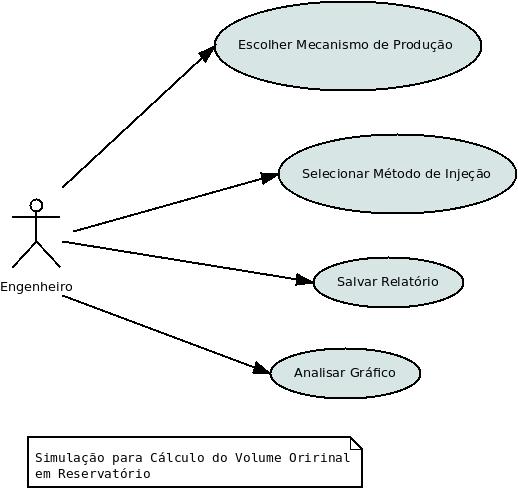 Escolher Mecanismo de Produção
Selecionar Método de Injeção
Engenheiro
Salvar Relatório
Analisar Gráfico
Simulação para Cálculo do Volume Oririnal
em Reservatório